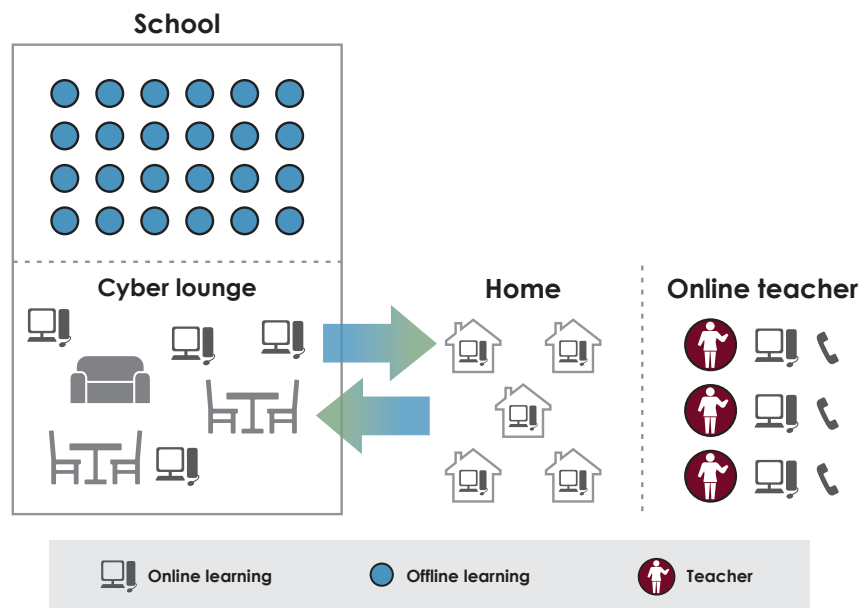 School
Cyber lounge
Home
Online teacher
Online learning
Offline learning
Teacher